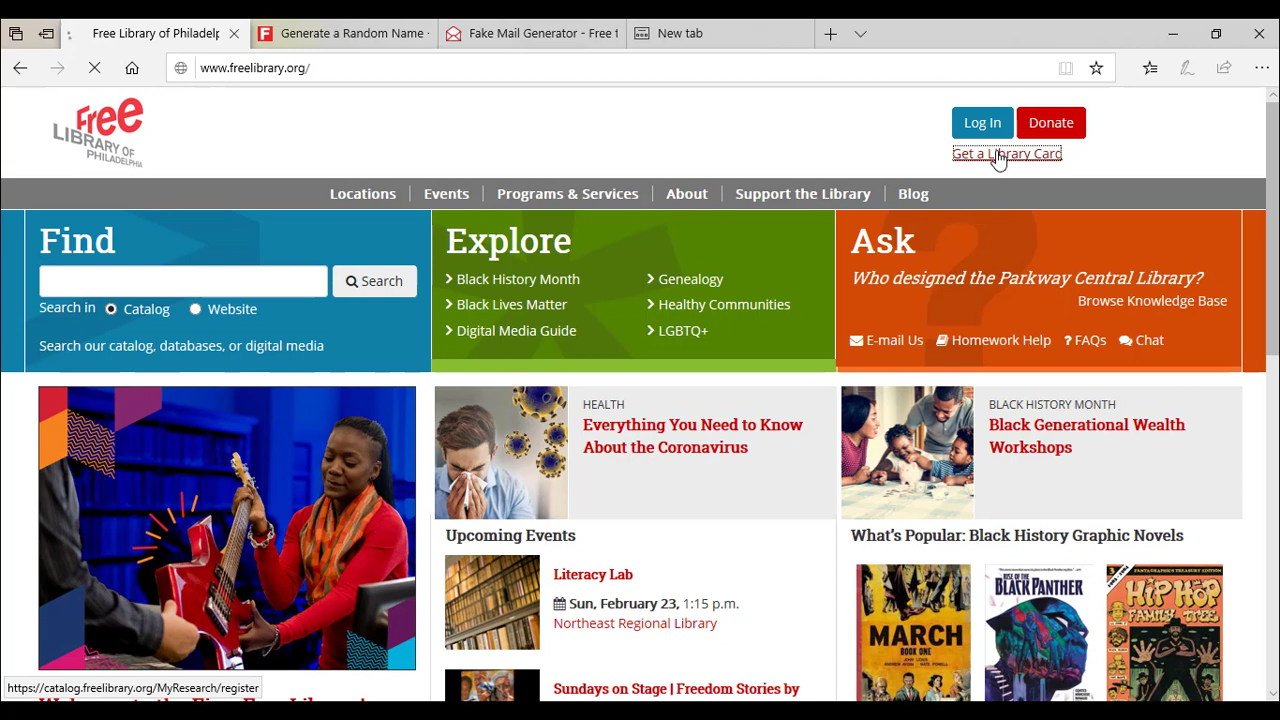 Free Library of Philadelp
Generate a Random Name -
Fake Mail Generator - Free t
New tab
www.freelibrary.org/
Free
LIBRARY
OF
PHILADELPHIA
Log In
Donate
Get a Library Card
Locations
Events
Programs & Services
About
Support the Library
Blog
Find
Search
Search in
Catalog
Website
Search our catalog, databases, or digital media
Explore
Black History Month
Genealogy
Black Lives Matter
Healthy Communities
Digital Media Guide
LGBTQ+
Ask
Who designed the Parkway Central Library?
Browse Knowledge Base
E-mail Us
Homework Help
FAQs
Chat
HEALTH
Everything You Need to Know
About the Coronavirus
BLACK HISTORY MONTH
Black Generational Wealth
Workshops
Upcoming Events
Literacy Lab
Sun, February 23, 1:15 p.m.
Northeast Regional Library
Sundays on Stage | Freedom Stories by
What's Popular: Black History Graphic Novels
MARCH
BOOK ONE
RISE OF THE
BLACK PANTHER
HIP HOP
FAMILY TREE
https://catalog.freelibrary.org/MyResearch/register